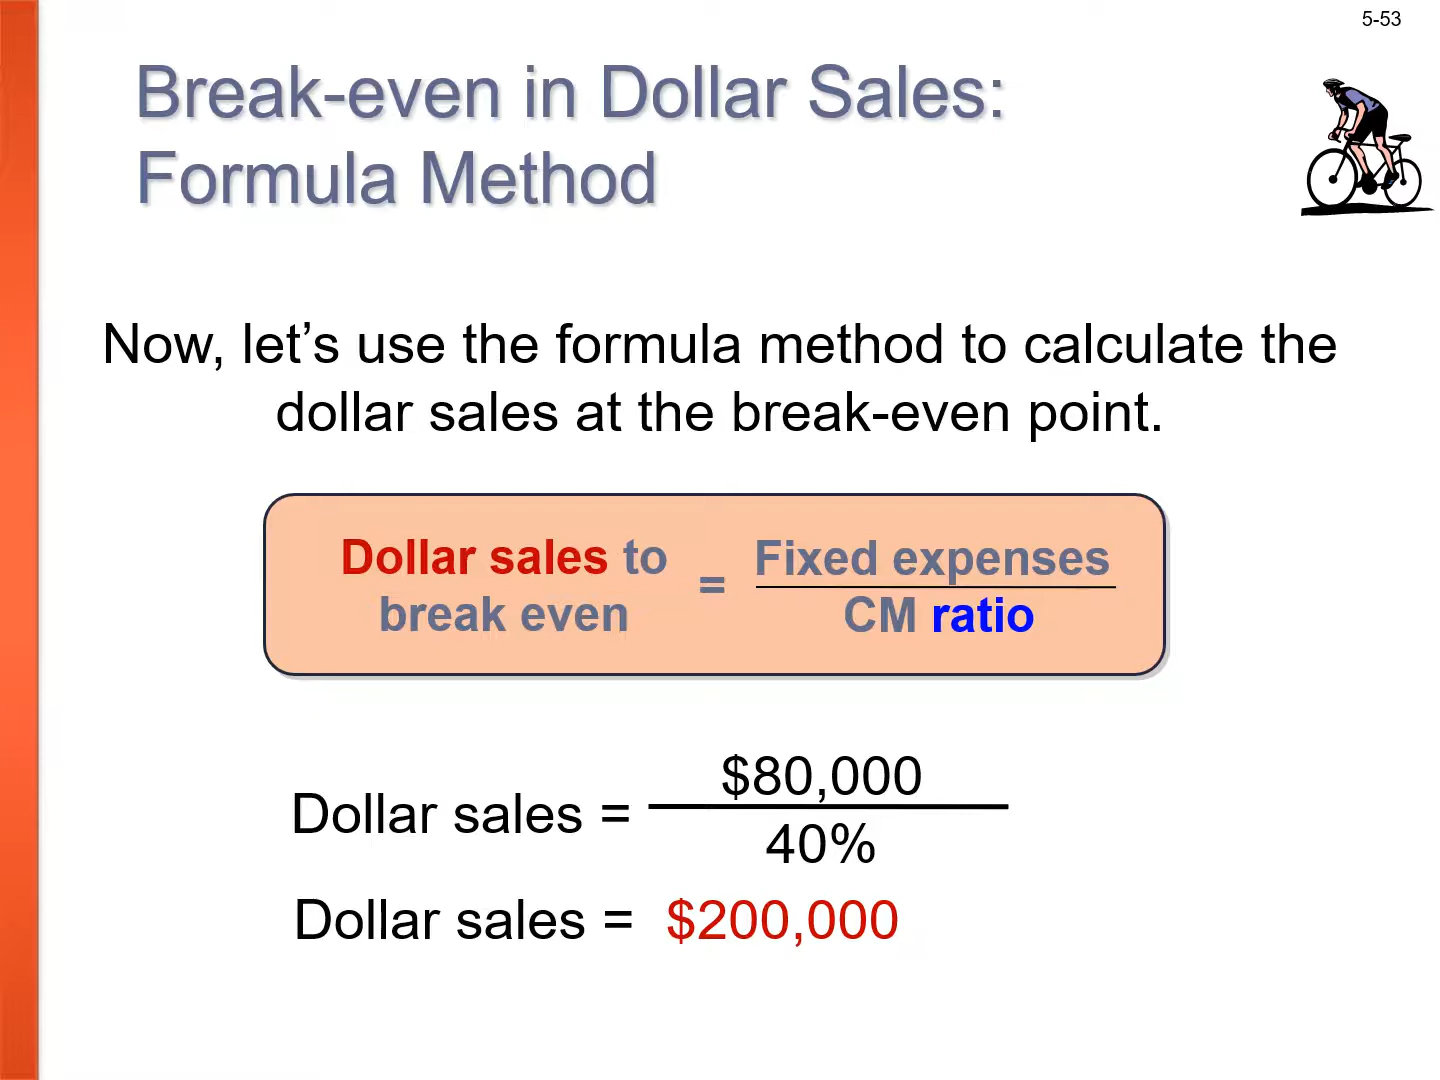 5-53
Break-even in Dollar Sales:
Formula Method
Now, let’s use the formula method to calculate the
dollar sales at the break-even point.
Dollar sales to
break even
=
Fixed expenses
CM ratio
$80,000
Dollar sales =
40%
Dollar sales = $200,000